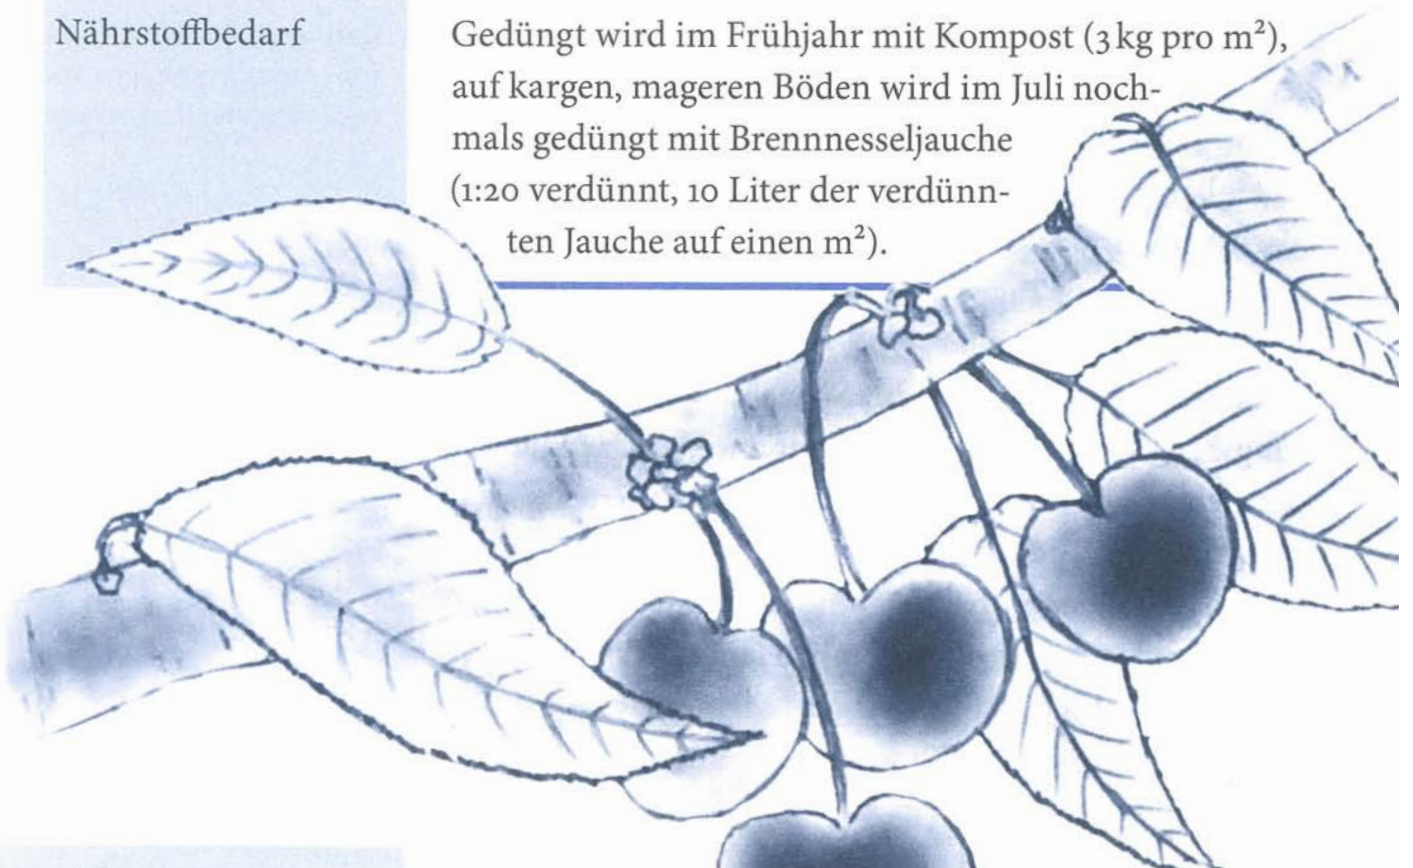 Nährstoffbedarf
Gedüngt wird im Frühjahr mit Kompost (3 kg pro m²),
auf kargen, mageren Böden wird im Juli noch-
mals gedüngt mit Brennnesseljauche
(1:20 verdünnt, 10 Liter der verdünn-
ten Jauche auf einen m²).